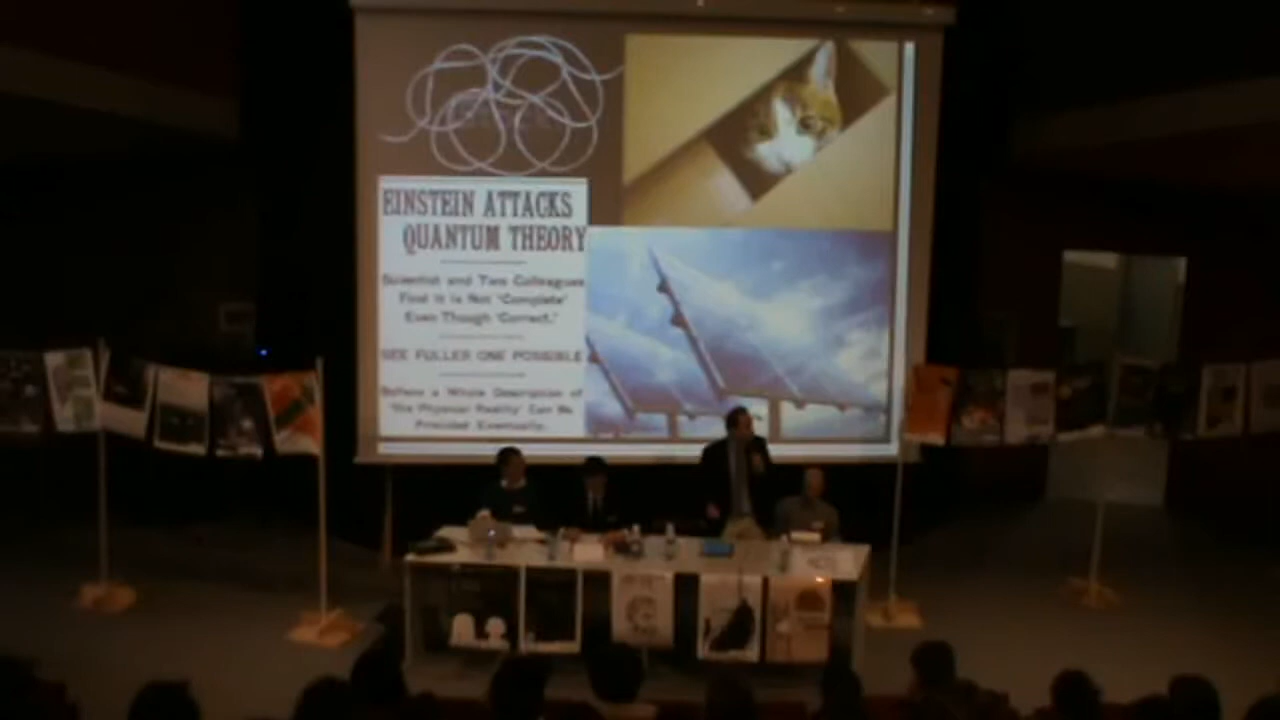 EINSTEIN ATTACKS
QUANTUM THEORY
Scientist and Two Colleagues
Find It Is Not 'Complete'
Even Though 'Correct.'
SEE FULLER ONE POSSIBLE
Believe a Whole Description of
'the Physical Reality' Can Be
Provided Eventually.